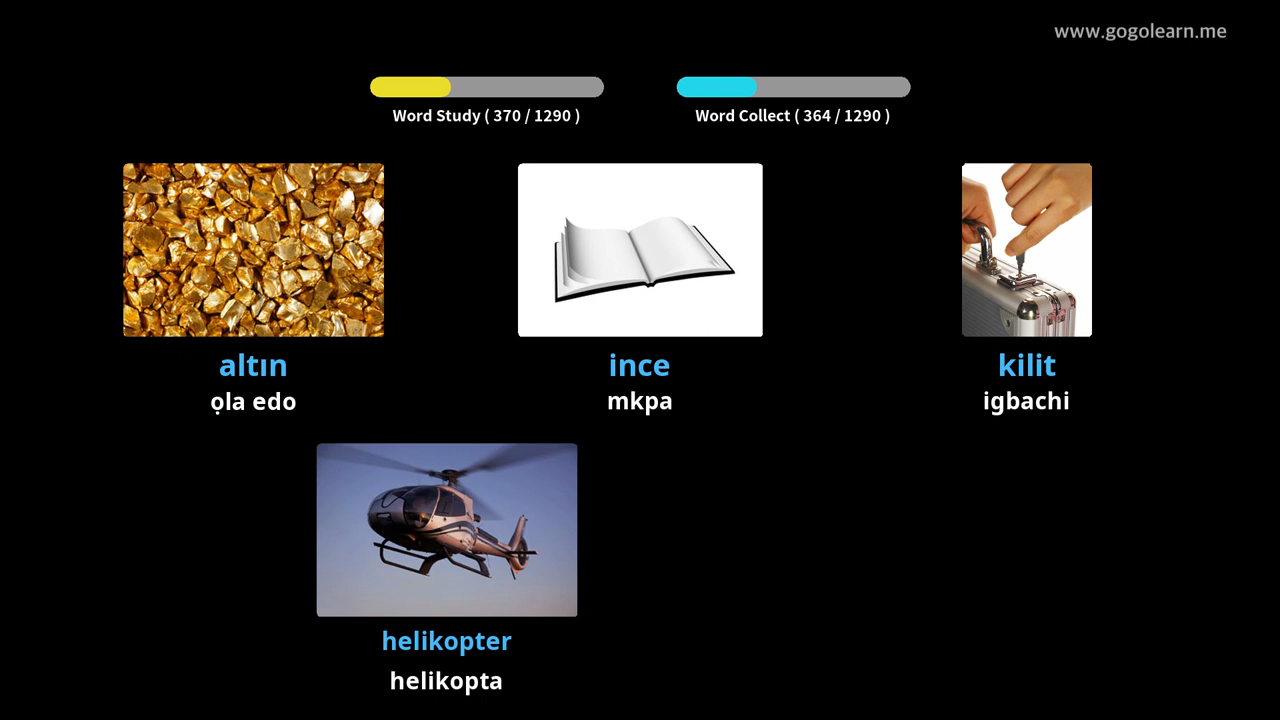 www.gogolearn.me
Word Study ( 370 / 1290 )
Word Collect ( 364 / 1290 )
altın
ọla edo
ince
mkpa
kilit
igbachi
helikopter
helikopta